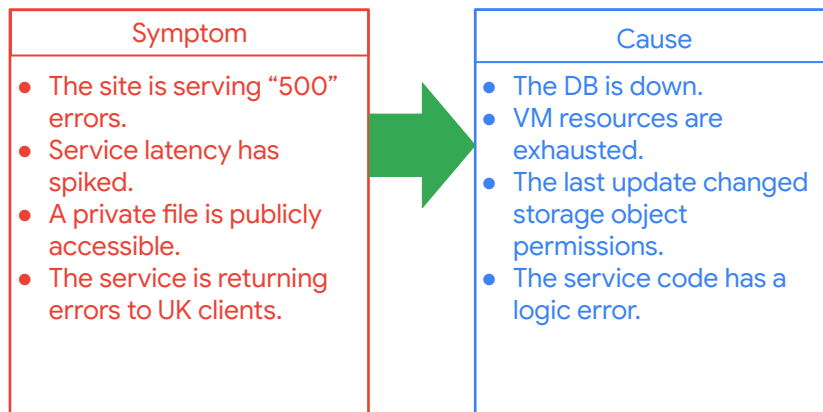 Symptom
● The site is serving “500”
errors.
● Service latency has
spiked.
● A private file is publicly
accessible.
● The service is returning
errors to UK clients.
Cause
● The DB is down.
● VM resources are
exhausted.
● The last update changed
storage object
permissions.
● The service code has a
logic error.